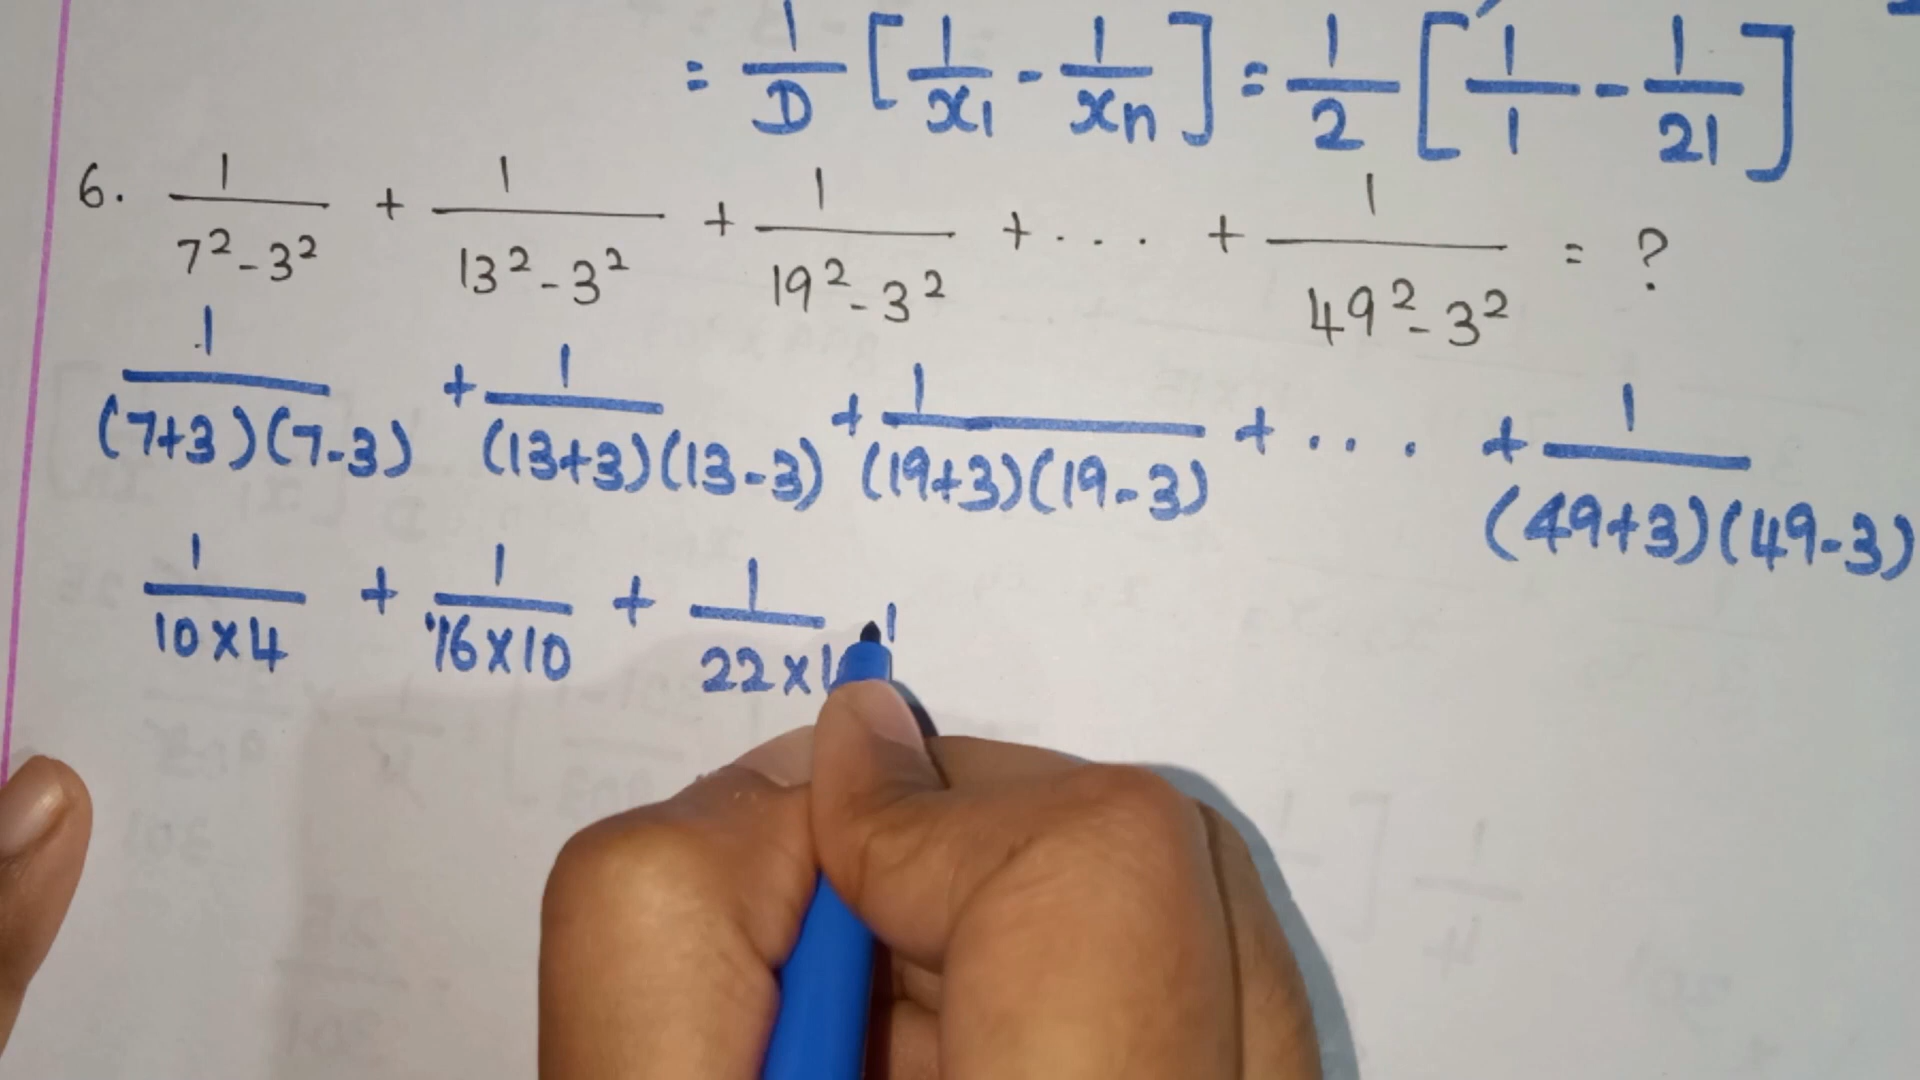 = 1/D [1/x₁ - 1/xn] = 1/2 [1/1 - 1/21]
6. 1/(7² - 3²) + 1/(13² - 3²) + 1/(19² - 3²) + ... + 1/(49² - 3²) = ?
1/((7+3)(7-3)) + 1/((13+3)(13-3)) + 1/((19+3)(19-3)) + ... + 1/((49+3)(49-3))
1/(10×4) + 1/(16×10) + 1/(22×1